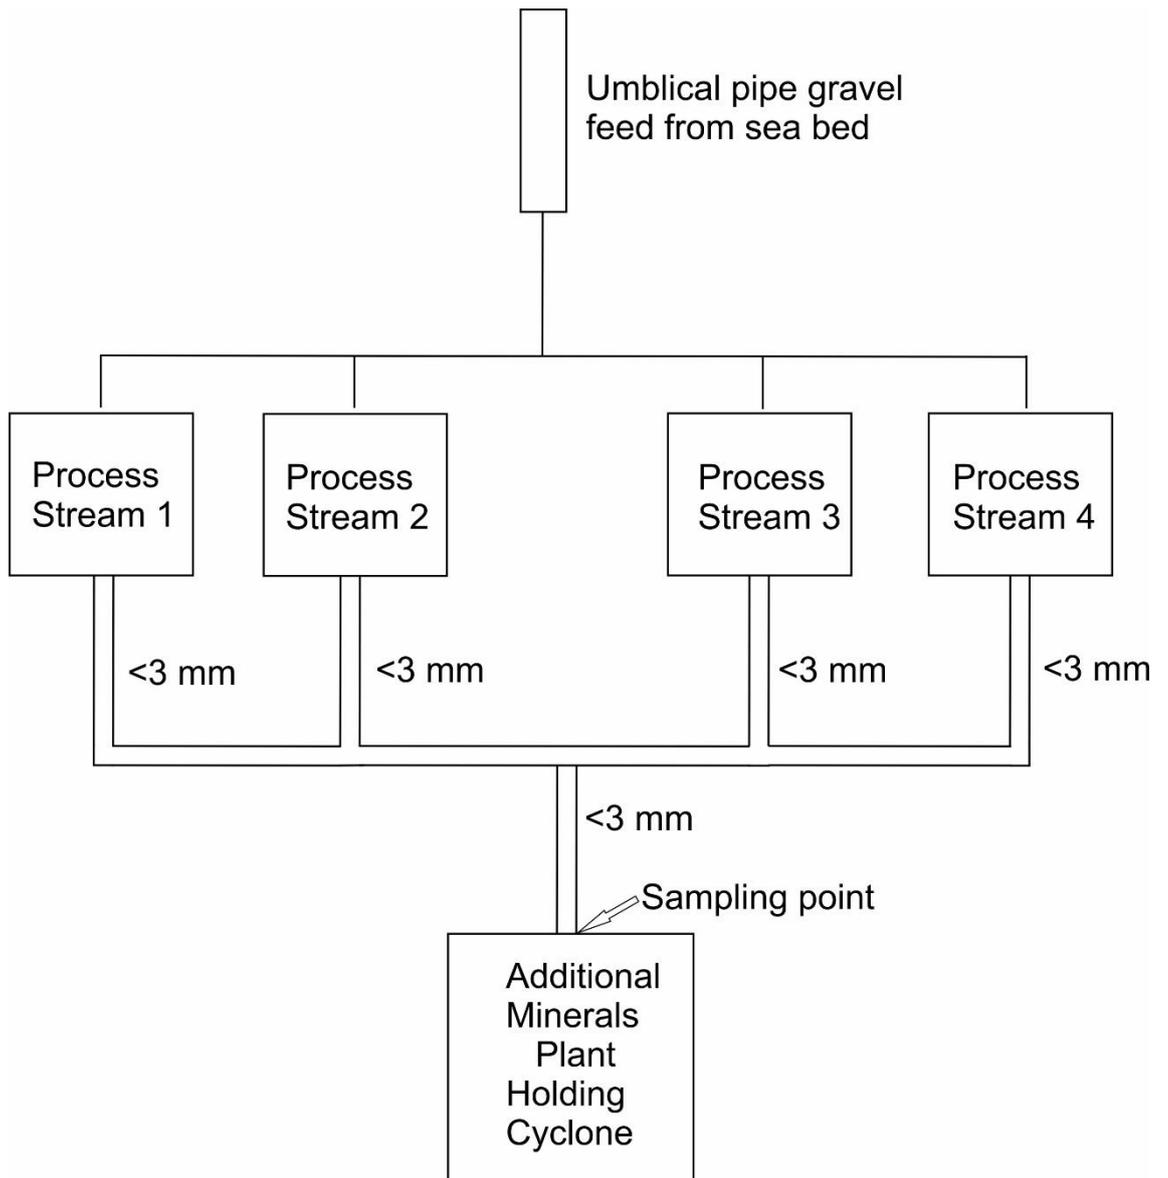 Umblical pipe gravel
feed from sea bed
Process
Stream 1
Process
Stream 2
Process
Stream 3
Process
Stream 4
<3 mm
<3 mm
<3 mm
<3 mm
<3 mm
Sampling point
Additional
Minerals
Plant
Holding
Cyclone